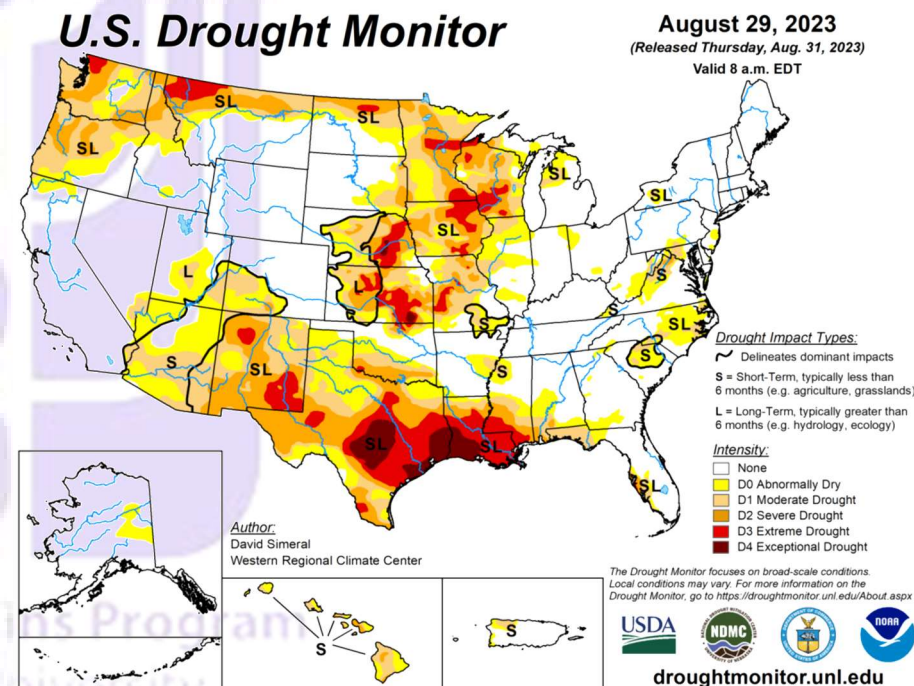 U.S. Drought Monitor
August 29, 2023
(Released Thursday, Aug. 31, 2023)
Valid 8 a.m. EDT
SL
SL
SL
SL
SL
SL
L
L
S
S
S
SL
S
SL
S
S
SL
SL
SL
SL
Drought Impact Types:
Delineates dominant impacts
S = Short-Term, typically less than
6 months (e.g. agriculture, grasslands)
L = Long-Term, typically greater than
6 months (e.g. hydrology, ecology)
Intensity:
None
D0 Abnormally Dry
D1 Moderate Drought
D2 Severe Drought
D3 Extreme Drought
D4 Exceptional Drought
Author:
David Simeral
Western Regional Climate Center
S
S
The Drought Monitor focuses on broad-scale conditions.
Local conditions may vary. For more information on the
Drought Monitor, go to https://droughtmonitor.unl.edu/About.aspx
USDA
NDMC
NOAA
droughtmonitor.unl.edu
ns Program